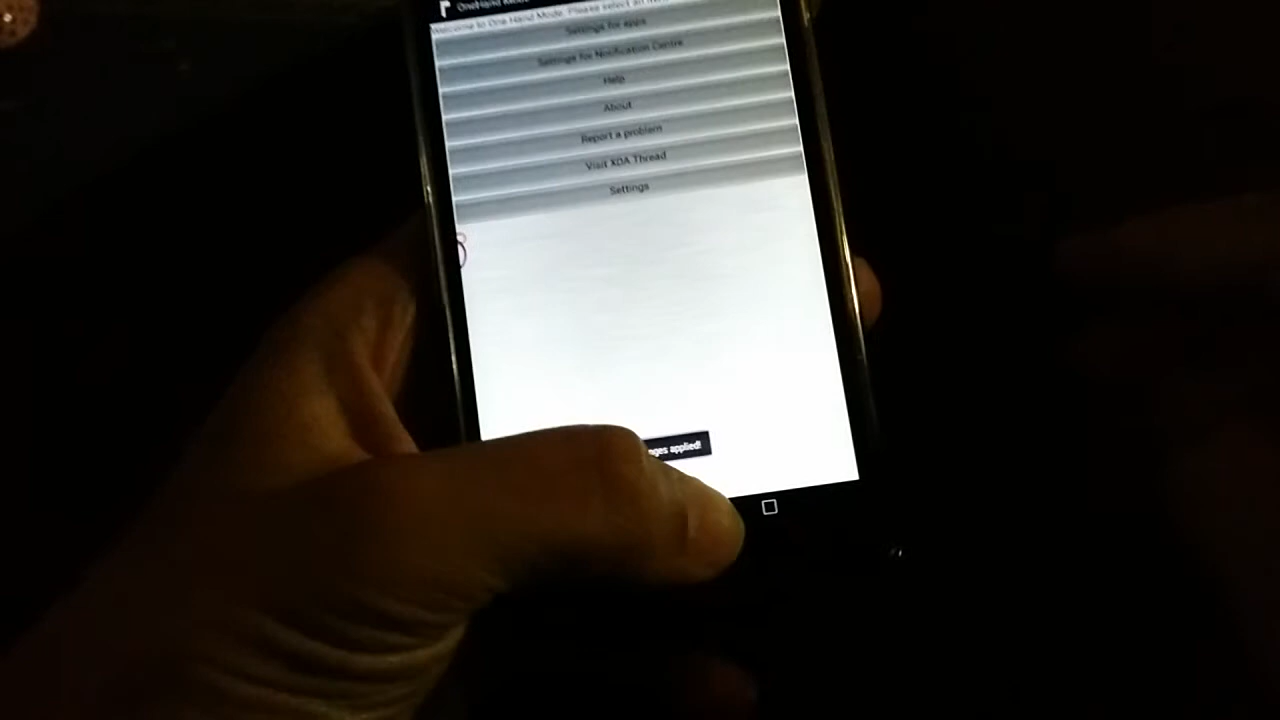 OneHand Mode
Welcome to One Hand Mode. Please select an
Settings for apps
Settings for Notification Centre
Help
About
Report a problem
Visit XDA Thread
Settings
nges applied!